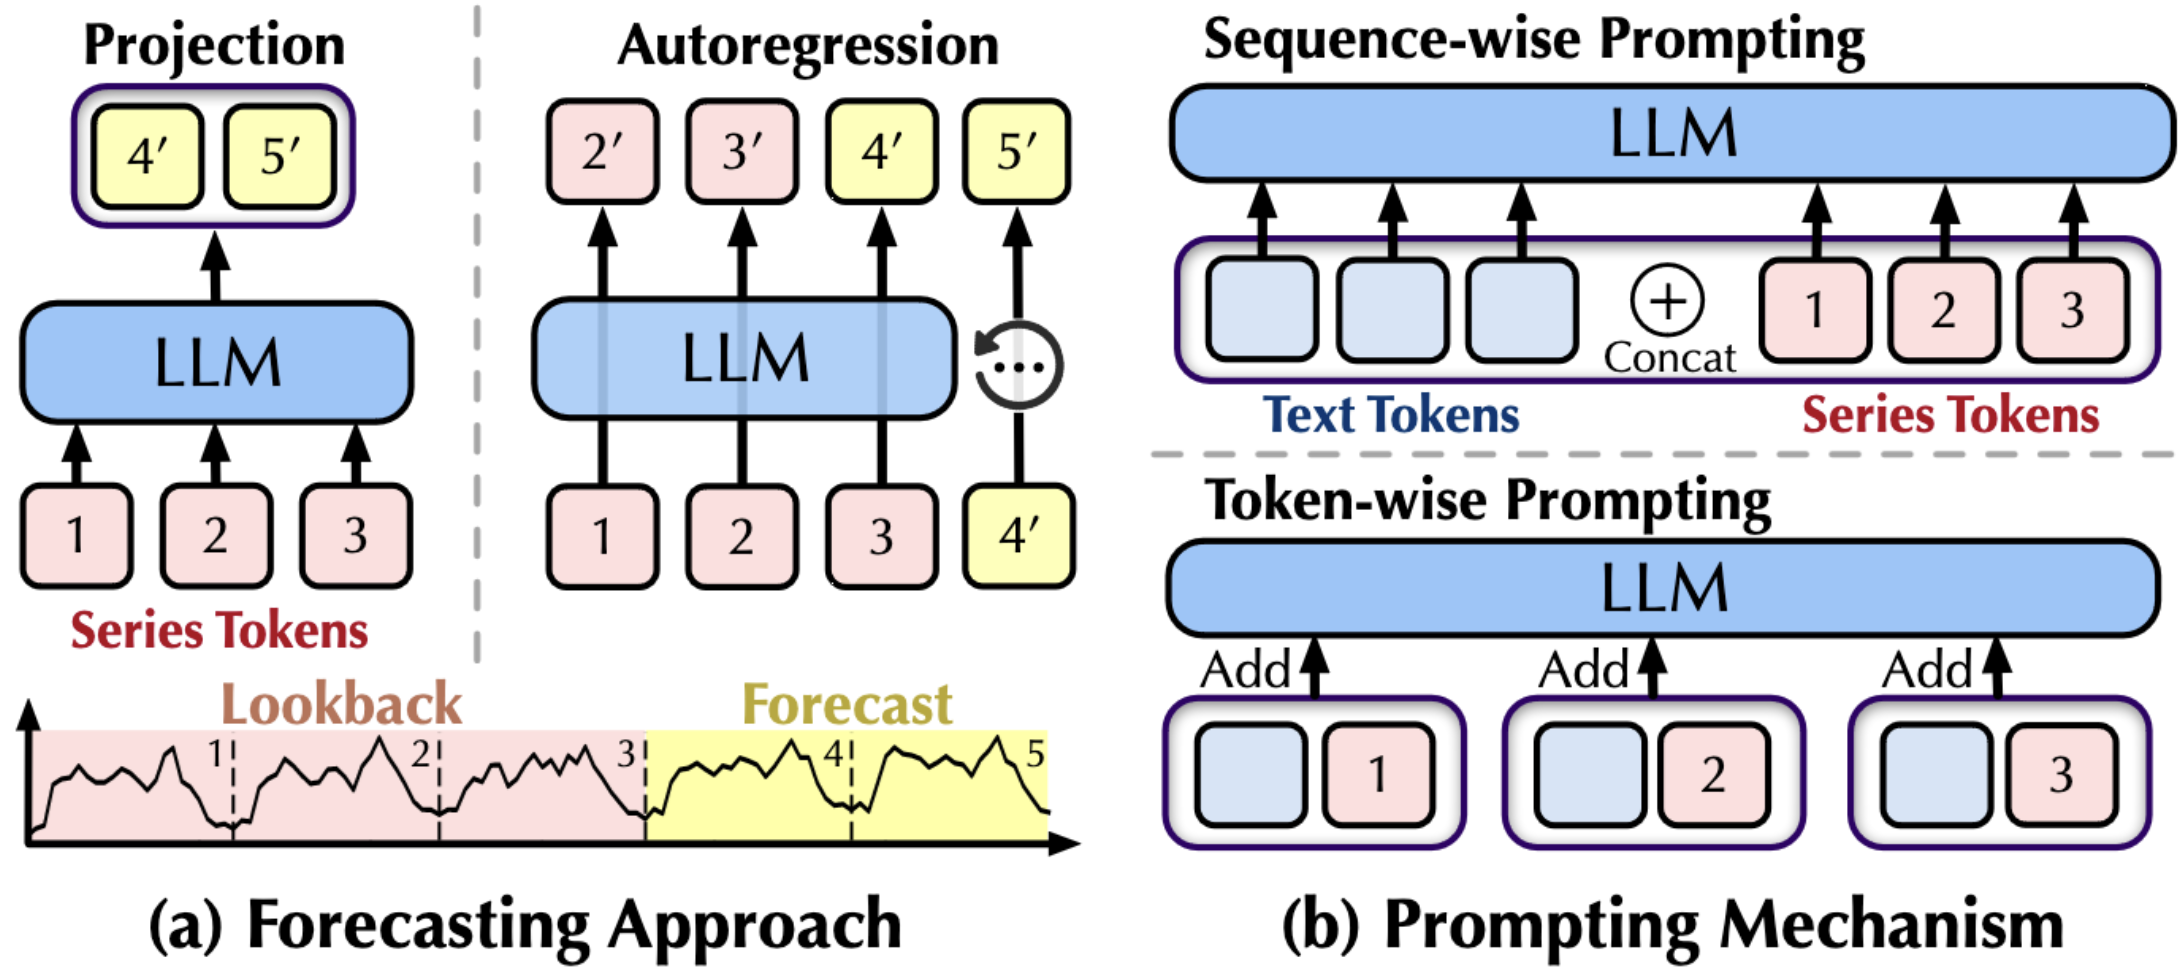 Projection
4′ 5′
LLM
1 2 3
Series Tokens
Autoregression
2′ 3′ 4′ 5′
LLM
1 2 3 4′
Lookback Forecast
1 2 3 4 5
(a) Forecasting Approach
Sequence-wise Prompting
LLM
1 2 3
Concat
Text Tokens Series Tokens
Token-wise Prompting
LLM
Add Add Add
1 2 3
(b) Prompting Mechanism